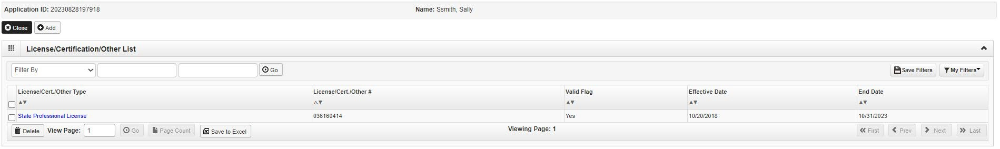 Application ID: 20230828197918 Name: Ssmith, Sally
Close Add
License/Certification/Other List
Filter By Go Save Filters My Filters
License/Cert./Other Type License/Cert./Other # Valid Flag Effective Date End Date
State Professional License 036160414 Yes 10/20/2018 10/31/2023
Delete View Page: 1 Go Page Count Save to Excel Viewing Page: 1 First Prev Next Last